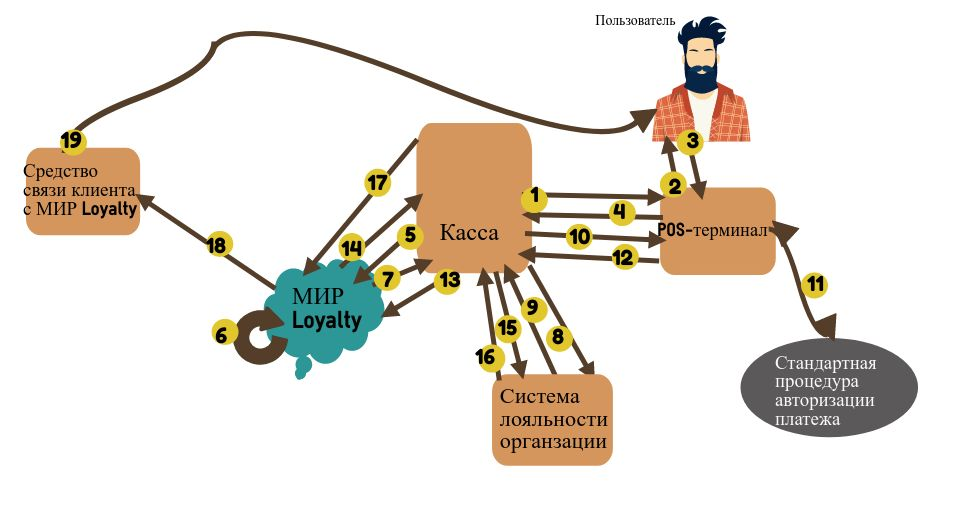 Пользователь
19
3
Средство
связи клиента
с МИР Loyalty
17
2
1
4
Касса
POS-терминал
14
5
10
18
12
7
13
11
МИР
Loyalty
6
9
15
8
16
Стандартная
процедура
авторизации
платежа
Система
лояльности
органзации